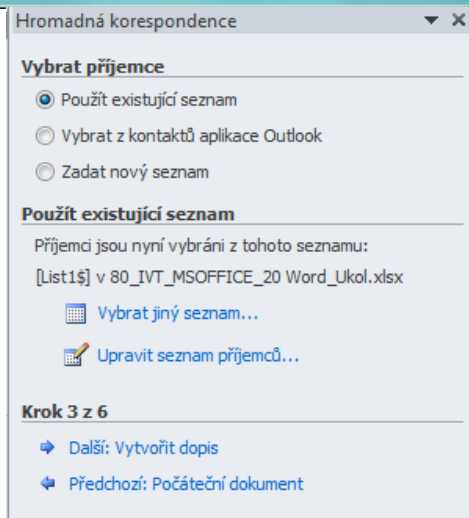 Hromadná korespondence
Vybrat příjemce
Použít existující seznam
Vybrat z kontaktů aplikace Outlook
Zadat nový seznam
Použít existující seznam
Příjemci jsou nyní vybráni z tohoto seznamu:
[List1$] v 80_IVT_MSOFFICE_20 Word_Ukol.xlsx
Vybrat jiný seznam...
Upravit seznam příjemců...
Krok 3 z 6
Další: Vytvořit dopis
Předchozí: Počáteční dokument